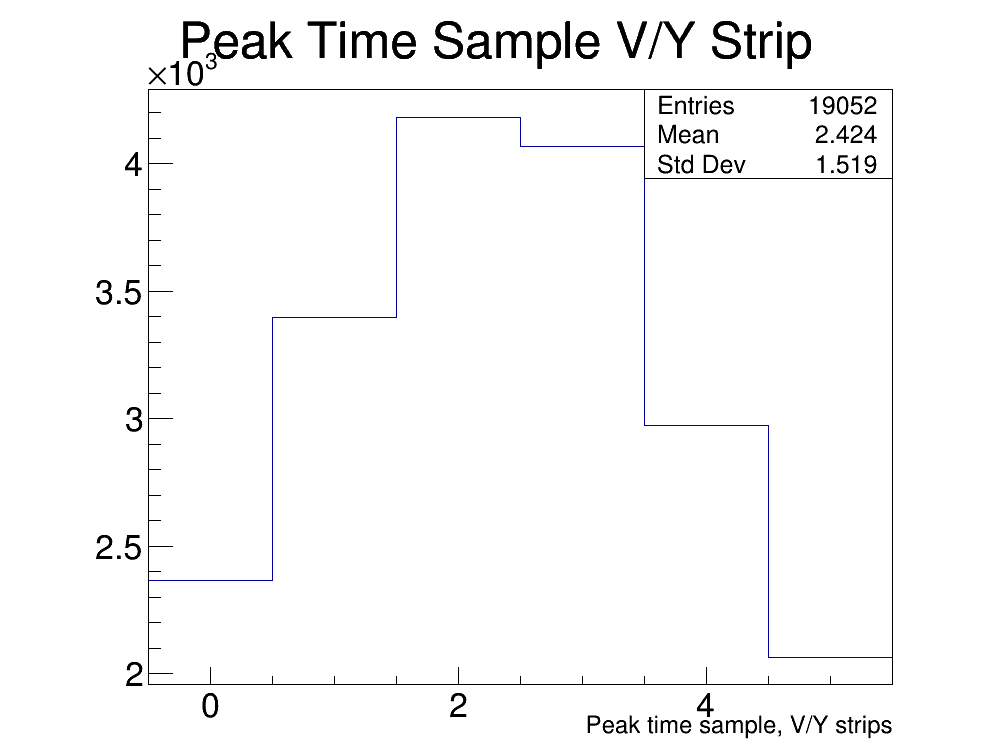 Peak Time Sample V/Y Strip
×10³
Entries 19052
Mean 2.424
Std Dev 1.519
4
3.5
3
2.5
2
0 2 4
Peak time sample, V/Y strips